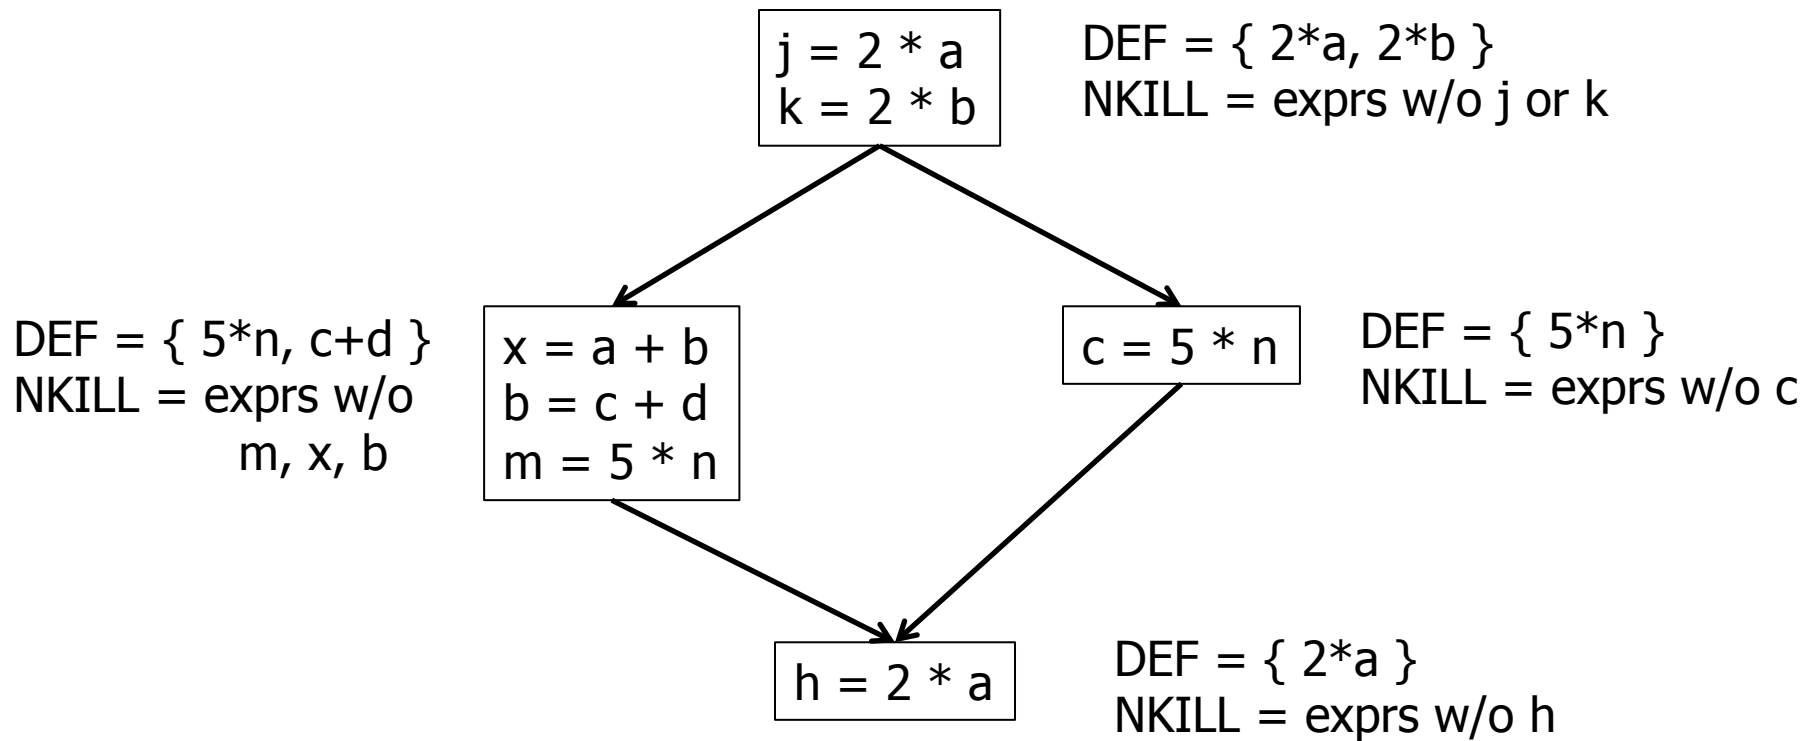 j = 2 * a
k = 2 * b
DEF = { 2*a, 2*b }
NKILL = exprs w/o j or k
DEF = { 5*n, c+d }
NKILL = exprs w/o
m, x, b
x = a + b
b = c + d
m = 5 * n
c = 5 * n
DEF = { 5*n }
NKILL = exprs w/o c
h = 2 * a
DEF = { 2*a }
NKILL = exprs w/o h